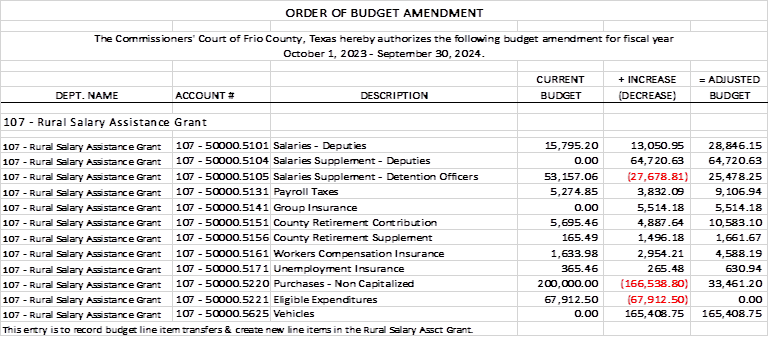 ORDER OF BUDGET AMENDMENT
The Commissioners' Court of Frio County, Texas hereby authorizes the following budget amendment for fiscal year
October 1, 2023 - September 30, 2024.
CURRENT + INCREASE = ADJUSTED
DEPT. NAME ACCOUNT # DESCRIPTION BUDGET (DECREASE) BUDGET
107 - Rural Salary Assistance Grant
107 - Rural Salary Assistance Grant 107 - 50000.5101 Salaries - Deputies 15,795.20 13,050.95 28,846.15
107 - Rural Salary Assistance Grant 107 - 50000.5104 Salaries Supplement - Deputies 0.00 64,720.63 64,720.63
107 - Rural Salary Assistance Grant 107 - 50000.5105 Salaries Supplement - Detention Officers 53,157.06 (27,678.81) 25,478.25
107 - Rural Salary Assistance Grant 107 - 50000.5131 Payroll Taxes 5,274.85 3,832.09 9,106.94
107 - Rural Salary Assistance Grant 107 - 50000.5141 Group Insurance 0.00 5,514.18 5,514.18
107 - Rural Salary Assistance Grant 107 - 50000.5151 County Retirement Contribution 5,695.46 4,887.64 10,583.10
107 - Rural Salary Assistance Grant 107 - 50000.5156 County Retirement Supplement 165.49 1,496.18 1,661.67
107 - Rural Salary Assistance Grant 107 - 50000.5161 Workers Compensation Insurance 1,633.98 2,954.21 4,588.19
107 - Rural Salary Assistance Grant 107 - 50000.5171 Unemployment Insurance 365.46 265.48 630.94
107 - Rural Salary Assistance Grant 107 - 50000.5220 Purchases - Non Capitalized 200,000.00 (166,538.80) 33,461.20
107 - Rural Salary Assistance Grant 107 - 50000.5221 Eligible Expenditures 67,912.50 (67,912.50) 0.00
107 - Rural Salary Assistance Grant 107 - 50000.5625 Vehicles 0.00 165,408.75 165,408.75
This entry is to record budget line item transfers & create new line items in the Rural Salary Assct Grant.